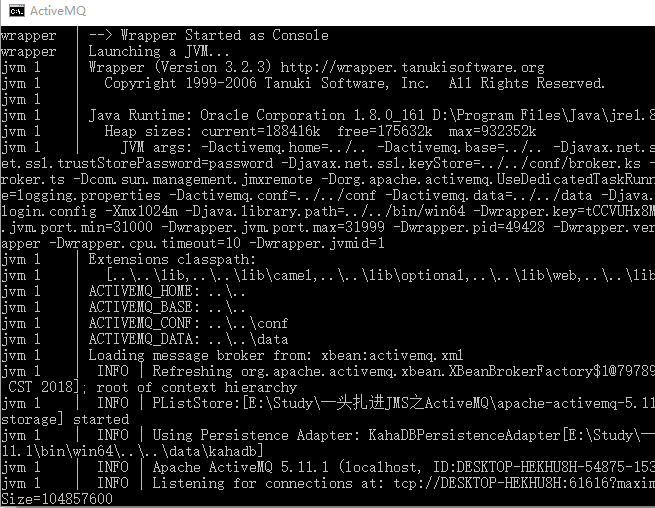 ActiveMQ
wrapper  | --> Wrapper Started as Console
wrapper  | Launching a JVM...
jvm 1    | Wrapper (Version 3.2.3) http://wrapper.tanukisoftware.org
jvm 1    |   Copyright 1999-2006 Tanuki Software, Inc.  All Rights Reserved.
jvm 1    |
jvm 1    | Java Runtime: Oracle Corporation 1.8.0_161 D:\Program Files\Java\jre1.8
jvm 1    |   Heap sizes: current=188416k  free=175632k  max=932352k
jvm 1    |     JVM args: -Dactivemq.home=../.. -Dactivemq.base=../.. -Djavax.net.s
et.ssl.trustStorePassword=password -Djavax.net.ssl.keyStore=../../conf/broker.ks -
roker.ts -Dcom.sun.management.jmxremote -Dorg.apache.activemq.UseDedicatedTaskRunn
e=logging.properties -Dactivemq.conf=../../conf -Dactivemq.data=../../data -Djava.
login.config -Xmx1024m -Djava.library.path=../../bin/win64 -Dwrapper.key=tCCVUHx8M
.jvm.port.min=31000 -Dwrapper.jvm.port.max=31999 -Dwrapper.pid=49428 -Dwrapper.ver
apper -Dwrapper.cpu.timeout=10 -Dwrapper.jvmid=1
jvm 1    | Extensions classpath:
jvm 1    |   [..\..\lib,..\..\lib\camel,..\..\lib\optional,..\..\lib\web,..\..\lib
jvm 1    | ACTIVEMQ_HOME: ..\..
jvm 1    | ACTIVEMQ_BASE: ..\..
jvm 1    | ACTIVEMQ_CONF: ..\..\conf
jvm 1    | ACTIVEMQ_DATA: ..\..\data
jvm 1    | Loading message broker from: xbean:activemq.xml
jvm 1    |  INFO | Refreshing org.apache.activemq.xbean.XBeanBrokerFactory$1@79789
 CST 2018]; root of context hierarchy
jvm 1    |  INFO | PListStore:[E:\Study\一头扎进JMS之ActiveMQ\apache-activemq-5.11
storage] started
jvm 1    |  INFO | Using Persistence Adapter: KahaDBPersistenceAdapter[E:\Study\一
11.1\bin\win64\..\..\data\kahadb]
jvm 1    |  INFO | Apache ActiveMQ 5.11.1 (localhost, ID:DESKTOP-HEKHU8H-54875-153
jvm 1    |  INFO | Listening for connections at: tcp://DESKTOP-HEKHU8H:61616?maxim
Size=104857600